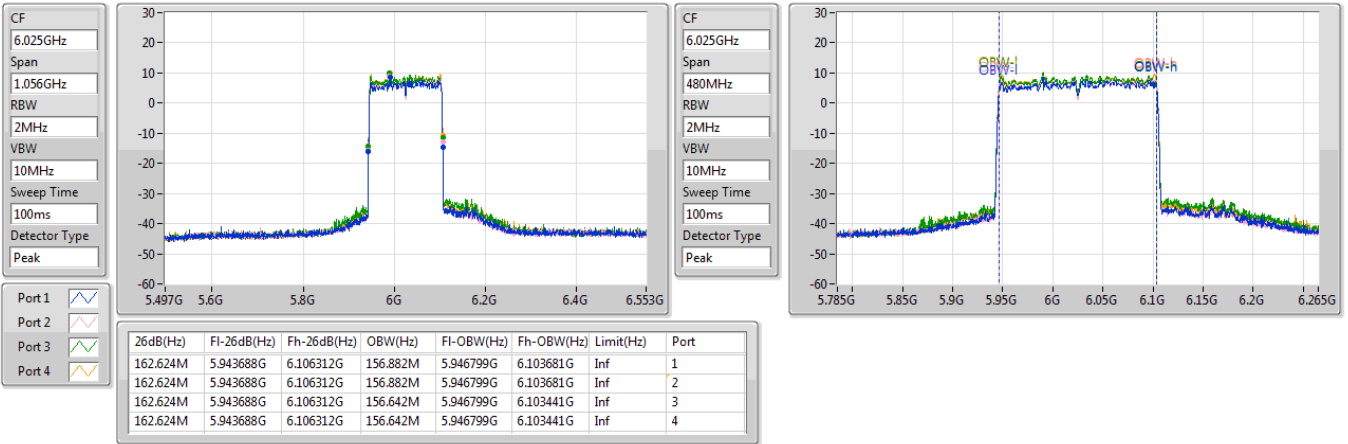 CF
6.025GHz
Span
1.056GHz
RBW
2MHz
VBW
10MHz
Sweep Time
100ms
Detector Type
Peak
30
20
10
0
-10
-20
-30
-40
-50
-60
5.497G 5.6G 5.8G 6G 6.2G 6.4G 6.553G
CF
6.025GHz
Span
480MHz
RBW
2MHz
VBW
10MHz
Sweep Time
100ms
Detector Type
Peak
30
20
10
0
-10
-20
-30
-40
-50
-60
OBW-l
OBW-l
OBW-h
5.785G 5.85G 5.9G 5.95G 6G 6.05G 6.1G 6.15G 6.2G 6.265G
Port 1
Port 2
Port 3
Port 4
26dB(Hz) Fl-26dB(Hz) Fh-26dB(Hz) OBW(Hz) Fl-OBW(Hz) Fh-OBW(Hz) Limit(Hz) Port
162.624M 5.943688G 6.106312G 156.882M 5.946799G 6.103681G Inf 1
162.624M 5.943688G 6.106312G 156.882M 5.946799G 6.103681G Inf 2
162.624M 5.943688G 6.106312G 156.642M 5.946799G 6.103441G Inf 3
162.624M 5.943688G 6.106312G 156.642M 5.946799G 6.103441G Inf 4